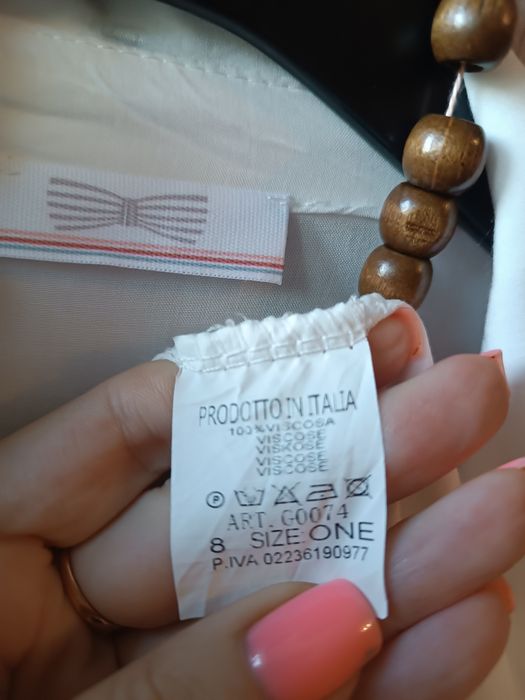 PRODOTTO IN ITALIA
100%VISCOSA
VISCOSE
VISKOSE
VISCOSE
VISCOSE
P
ART. G0074
8 SIZE:ONE
P.IVA 02236190977